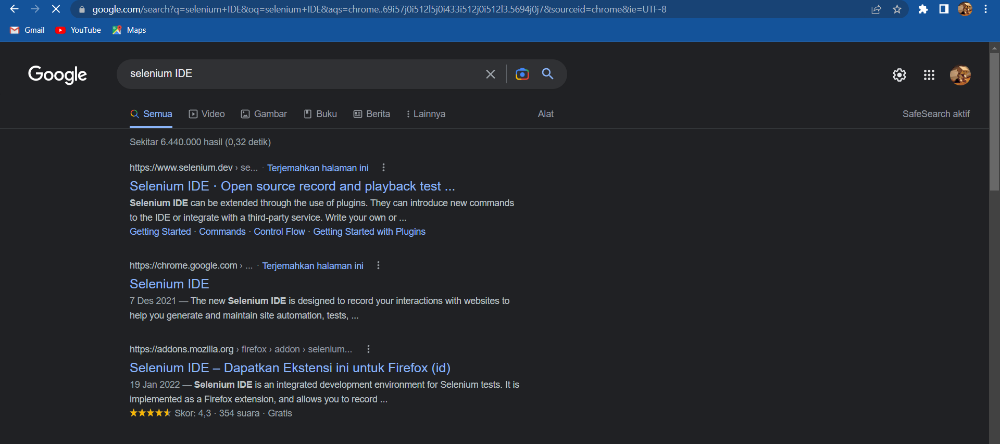 google.com/search?q=selenium+IDE&oq=selenium+IDE&aqs=chrome..69i57j0i512l5j0i433i512j0i512l3.5694j0j7&sourceid=chrome&ie=UTF-8
Gmail YouTube Maps
Google selenium IDE
Semua Video Gambar Buku Berita Lainnya Alat SafeSearch aktif
Sekitar 6.440.000 hasil (0,32 detik)
https://www.selenium.dev › se... · Terjemahkan halaman ini
Selenium IDE · Open source record and playback test ...
Selenium IDE can be extended through the use of plugins. They can introduce new commands
to the IDE or integrate with a third-party service. Write your own or ...
Getting Started · Commands · Control Flow · Getting Started with Plugins
https://chrome.google.com › ... · Terjemahkan halaman ini
Selenium IDE
7 Des 2021 — The new Selenium IDE is designed to record your interactions with websites to
help you generate and maintain site automation, tests, ...
https://addons.mozilla.org › firefox › addon › selenium...
Selenium IDE – Dapatkan Ekstensi ini untuk Firefox (id)
19 Jan 2022 — Selenium IDE is an integrated development environment for Selenium tests. It is
implemented as a Firefox extension, and allows you to record ...
Skor: 4,3 · 354 suara · Gratis